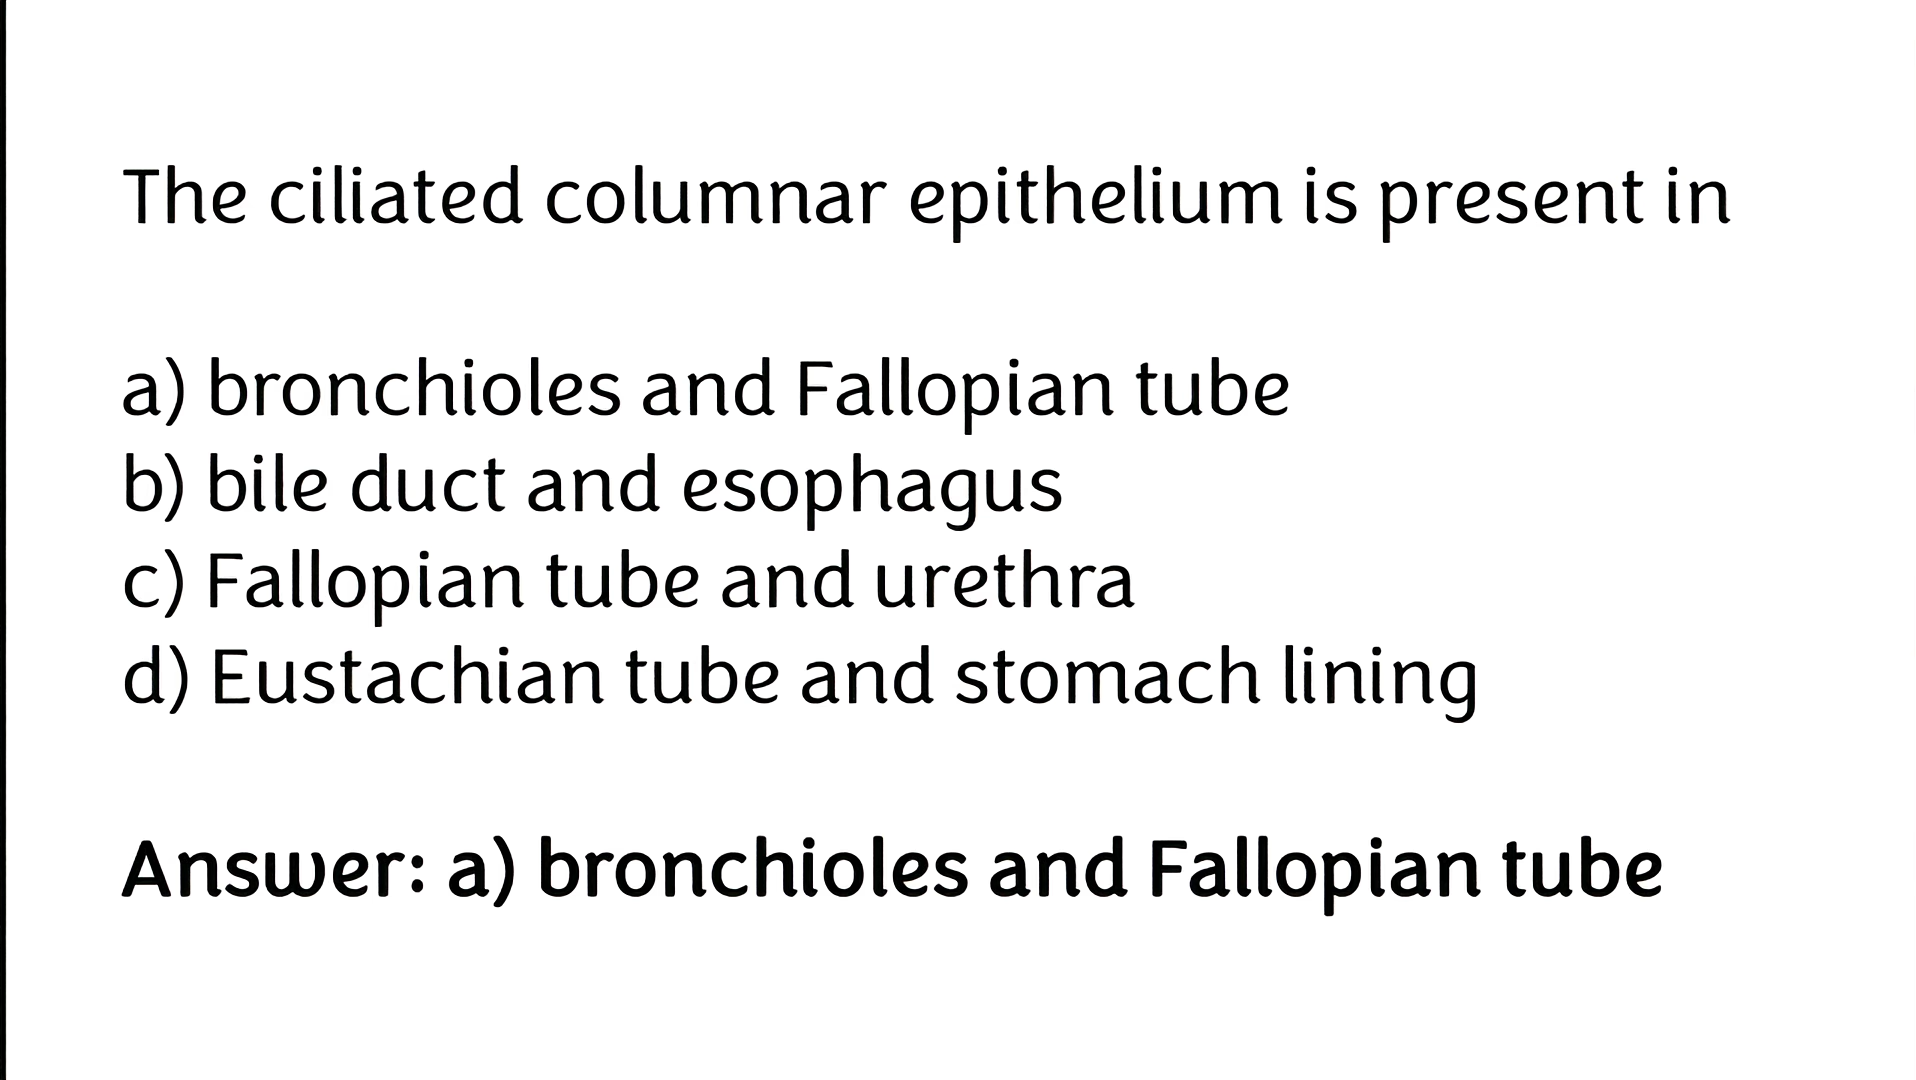 The ciliated columnar epithelium is present in
a) bronchioles and Fallopian tube
b) bile duct and esophagus
c) Fallopian tube and urethra
d) Eustachian tube and stomach lining
Answer: a) bronchioles and Fallopian tube